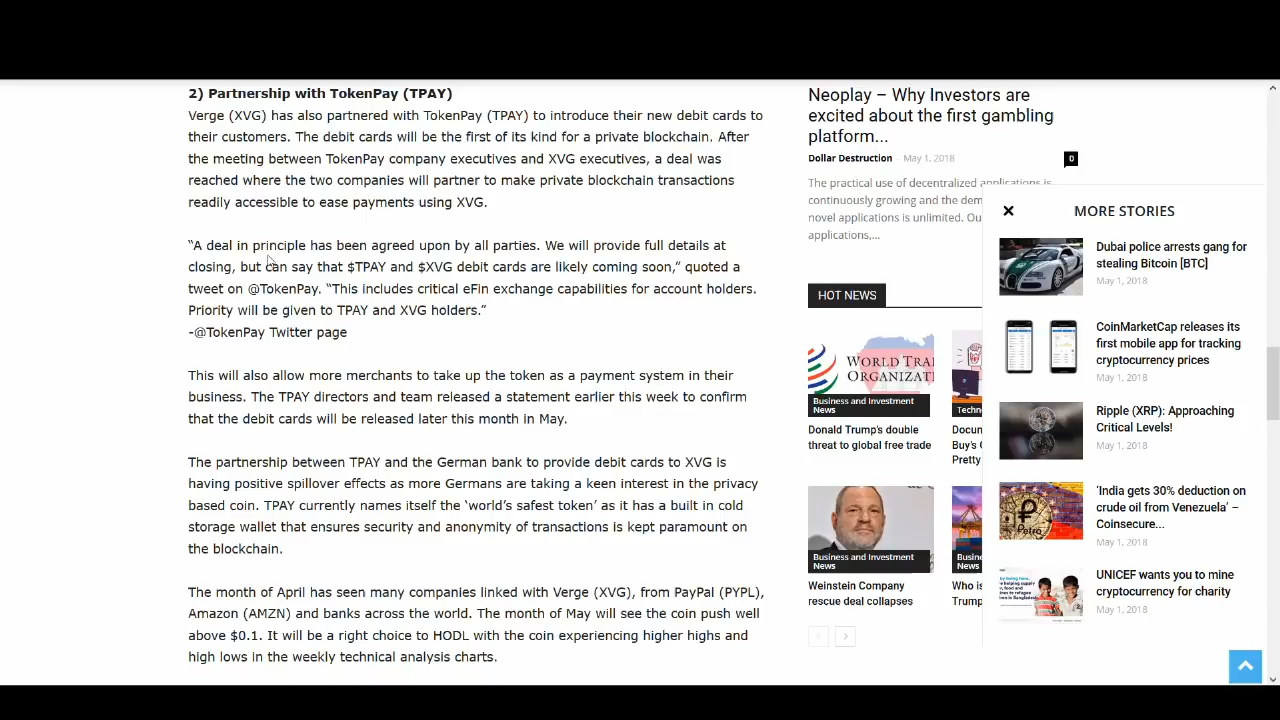 2) Partnership with TokenPay (TPAY)
Verge (XVG) has also partnered with TokenPay (TPAY) to introduce their new debit cards to
their customers. The debit cards will be the first of its kind for a private blockchain. After
the meeting between TokenPay company executives and XVG executives, a deal was
reached where the two companies will partner to make private blockchain transactions
readily accessible to ease payments using XVG.
“A deal in principle has been agreed upon by all parties. We will provide full details at
closing, but can say that $TPAY and $XVG debit cards are likely coming soon,” quoted a
tweet on @TokenPay. “This includes critical eFin exchange capabilities for account holders.
Priority will be given to TPAY and XVG holders.”
-@TokenPay Twitter page
This will also allow more merchants to take up the token as a payment system in their
business. The TPAY directors and team released a statement earlier this week to confirm
that the debit cards will be released later this month in May.
The partnership between TPAY and the German bank to provide debit cards to XVG is
having positive spillover effects as more Germans are taking a keen interest in the privacy
based coin. TPAY currently names itself the ‘world’s safest token’ as it has a built in cold
storage wallet that ensures security and anonymity of transactions is kept paramount on
the blockchain.
The month of April has seen many companies linked with Verge (XVG), from PayPal (PYPL),
Amazon (AMZN) and banks across the world. The month of May will see the coin push well
above $0.1. It will be a right choice to HODL with the coin experiencing higher highs and
high lows in the weekly technical analysis charts.
Neoplay – Why Investors are
excited about the first gambling
platform...
Dollar Destruction - May 1, 2018
0
The practical use of decentralized applications is
continuously growing and the dem
novel applications is unlimited. Ou
applications,...
HOT NEWS
WORLD TRA
ORGANIZATI
Business and Investment
News
Donald Trump’s double
threat to global free trade
Techn
Docun
Buy’s C
Pretty
Business and Investment
News
Weinstein Company
rescue deal collapses
Busine
News
Who is
Trump
MORE STORIES
Dubai police arrests gang for
stealing Bitcoin [BTC]
May 1, 2018
CoinMarketCap releases its
first mobile app for tracking
cryptocurrency prices
May 1, 2018
Ripple (XRP): Approaching
Critical Levels!
May 1, 2018
Petro
‘India gets 30% deduction on
crude oil from Venezuela’ –
Coinsecure...
May 1, 2018
UNICEF wants you to mine
cryptocurrency for charity
May 1, 2018